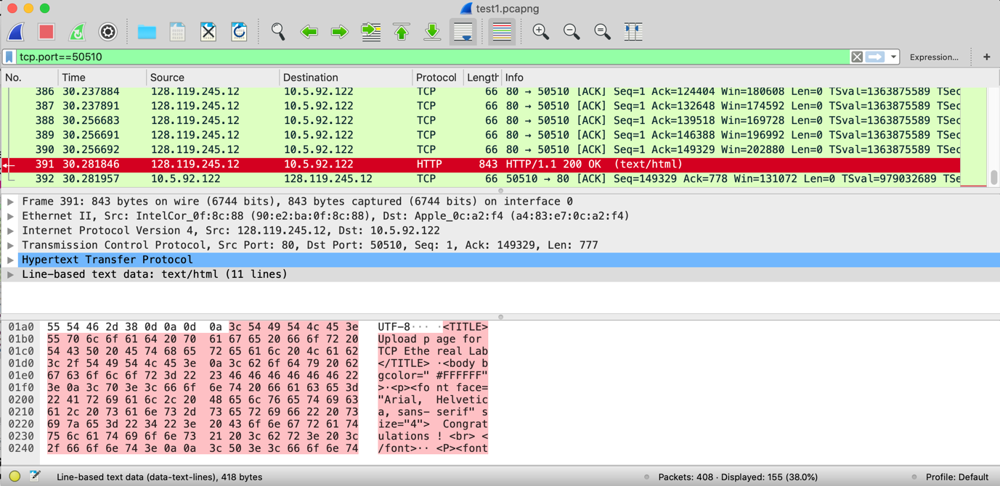 test1.pcapng
tcp.port==50510
Expression...
+
No. Time Source Destination Protocol Length Info
386 30.237884 128.119.245.12 10.5.92.122 TCP 66 80 → 50510 [ACK] Seq=1 Ack=124404 Win=180608 Len=0 TSval=1363875589 TSec
387 30.237891 128.119.245.12 10.5.92.122 TCP 66 80 → 50510 [ACK] Seq=1 Ack=132648 Win=174592 Len=0 TSval=1363875589 TSec
388 30.256683 128.119.245.12 10.5.92.122 TCP 66 80 → 50510 [ACK] Seq=1 Ack=139518 Win=169728 Len=0 TSval=1363875589 TSec
389 30.256691 128.119.245.12 10.5.92.122 TCP 66 80 → 50510 [ACK] Seq=1 Ack=146388 Win=196992 Len=0 TSval=1363875589 TSec
390 30.256692 128.119.245.12 10.5.92.122 TCP 66 80 → 50510 [ACK] Seq=1 Ack=149329 Win=202880 Len=0 TSval=1363875589 TSec
391 30.281846 128.119.245.12 10.5.92.122 HTTP 843 HTTP/1.1 200 OK (text/html)
392 30.281957 10.5.92.122 128.119.245.12 TCP 66 50510 → 80 [ACK] Seq=149329 Ack=778 Win=131072 Len=0 TSval=979032689 TSe
Frame 391: 843 bytes on wire (6744 bits), 843 bytes captured (6744 bits) on interface 0
Ethernet II, Src: IntelCor_0f:8c:88 (90:e2:ba:0f:8c:88), Dst: Apple_0c:a2:f4 (a4:83:e7:0c:a2:f4)
Internet Protocol Version 4, Src: 128.119.245.12, Dst: 10.5.92.122
Transmission Control Protocol, Src Port: 80, Dst Port: 50510, Seq: 1, Ack: 149329, Len: 777
Hypertext Transfer Protocol
Line-based text data: text/html (11 lines)
01a0 55 54 46 2d 38 0d 0a 0d 0a 3c 54 49 54 4c 45 3e UTF-8··· ·<TITLE>
01b0 55 70 6c 6f 61 64 20 70 61 67 65 20 66 6f 72 20 Upload p age for
01c0 54 43 50 20 45 74 68 65 72 65 61 6c 20 4c 61 62 TCP Ethe real Lab
01d0 3c 2f 54 49 54 4c 45 3e 0a 3c 62 6f 64 79 20 62 </TITLE> ·<body b
01e0 67 63 6f 6c 6f 72 3d 22 23 46 46 46 46 46 46 22 gcolor=" #FFFFFF"
01f0 3e 0a 3c 70 3e 3c 66 6f 6e 74 20 66 61 63 65 3d >·<p><fo nt face=
0200 22 41 72 69 61 6c 2c 20 48 65 6c 76 65 74 69 63 "Arial, Helvetic
0210 61 2c 20 73 61 6e 73 2d 73 65 72 69 66 22 20 73 a, sans- serif" s
0220 69 7a 65 3d 22 34 22 3e 20 43 6f 6e 67 72 61 74 ize="4"> Congrat
0230 75 6c 61 74 69 6f 6e 73 21 20 3c 62 72 3e 20 3c ulations ! <br> <
0240 2f 66 6f 6e 74 3e 0a 0a 3c 50 3e 3c 66 6f 6e 74 /font>·· <P><font
Line-based text data (data-text-lines), 418 bytes
Packets: 408 · Displayed: 155 (38.0%)
Profile: Default